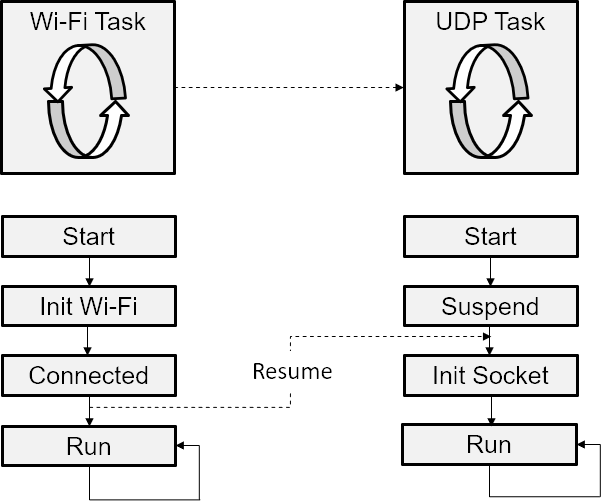 Wi-Fi Task
UDP Task
Start
Init Wi-Fi
Connected
Run
Resume
Start
Suspend
Init Socket
Run